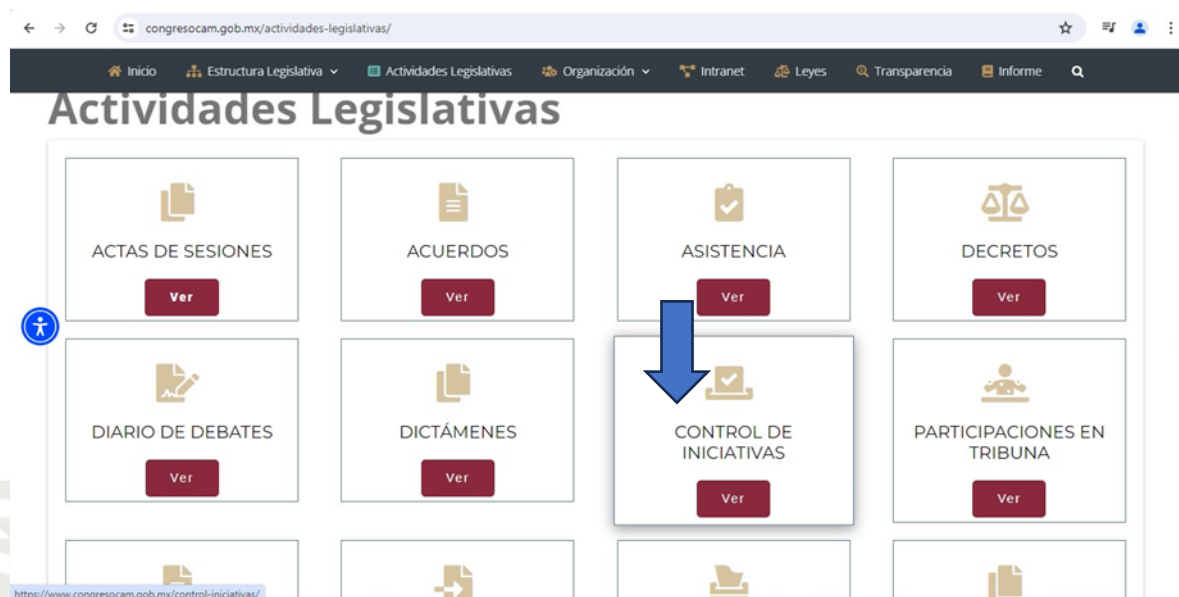 congresocam.gob.mx/actividades-legislativas/
Inicio Estructura Legislativa Actividades Legislativas Organización Intranet Leyes Transparencia Informe
Actividades Legislativas
ACTAS DE SESIONES
Ver
ACUERDOS
Ver
ASISTENCIA
Ver
DECRETOS
Ver
DIARIO DE DEBATES
Ver
DICTÁMENES
Ver
CONTROL DE
INICIATIVAS
Ver
PARTICIPACIONES EN
TRIBUNA
Ver
https://www.congresocam.gob.mx/control-iniciativas/